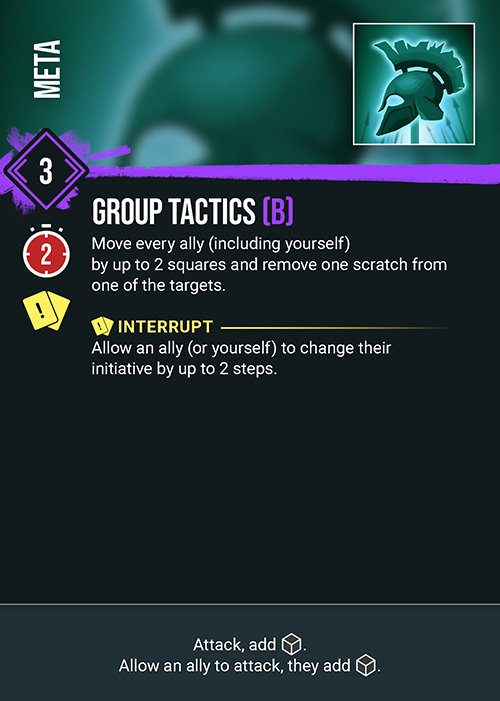 META
3
GROUP TACTICS (B)
2
Move every ally (including yourself)
by up to 2 squares and remove one scratch from
one of the targets.
!
! INTERRUPT
Allow an ally (or yourself) to change their
initiative by up to 2 steps.
Attack, add .
Allow an ally to attack, they add .